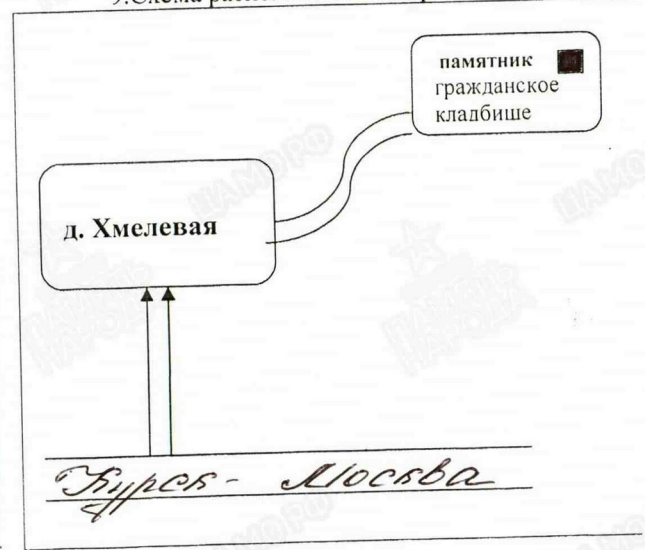 памятник
гражданское
кладбише
д. Хмелевая
Курск - Москва